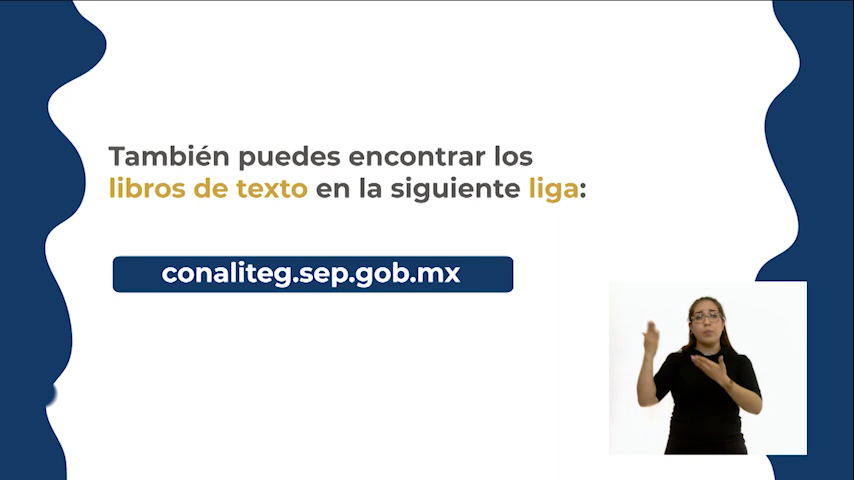 También puedes encontrar los
libros de texto en la siguiente liga:
conaliteg.sep.gob.mx